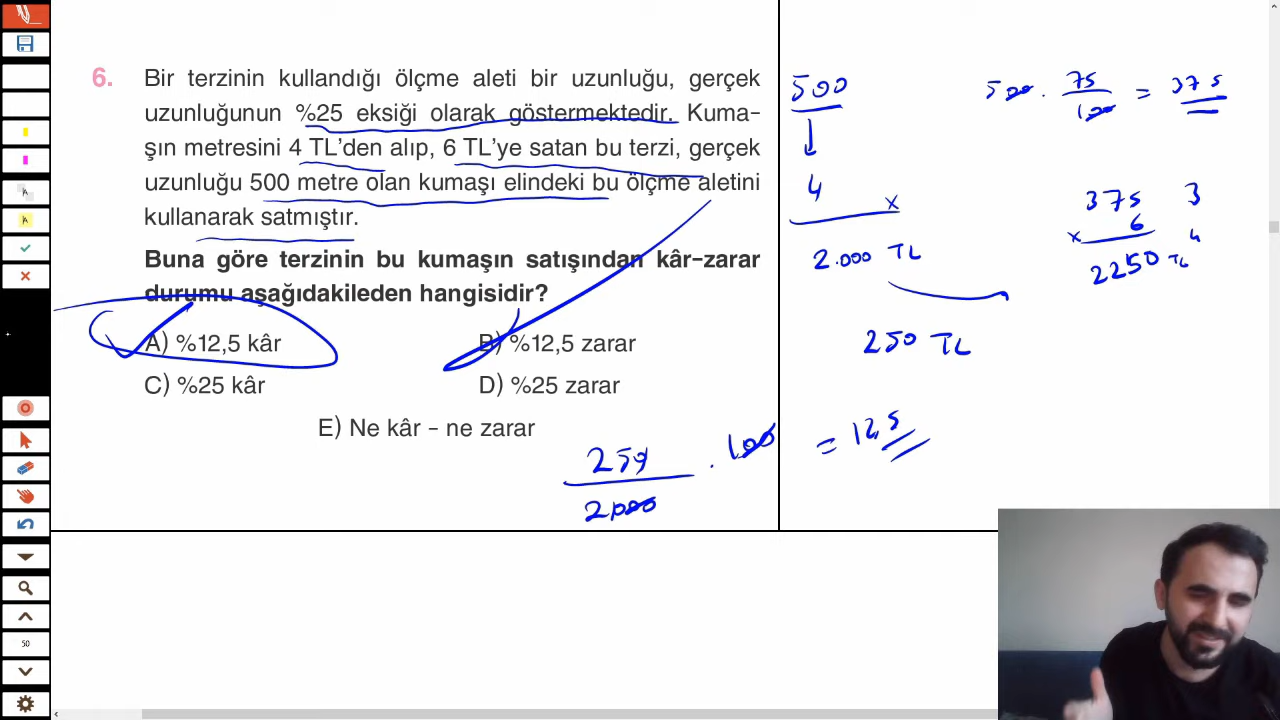 6. Bir terzinin kullandığı ölçme aleti bir uzunluğu, gerçek
uzunluğunun %25 eksiği olarak göstermektedir. Kuma-
şın metresini 4 TL'den alıp, 6 TL'ye satan bu terzi, gerçek
uzunluğu 500 metre olan kumaşı elindeki bu ölçme aletini
kullanarak satmıştır.
Buna göre terzinin bu kumaşın satışından kâr-zarar
durumu aşağıdakileden hangisidir?
A) %12,5 kâr B) %12,5 zarar
C) %25 kâr D) %25 zarar
E) Ne kâr - ne zarar
250
2000
. 100 = 12,5
500
4
x
2.000 TL
250 TL
500 . 75/100 = 375
375
6
x
2250 TL
3
4
50